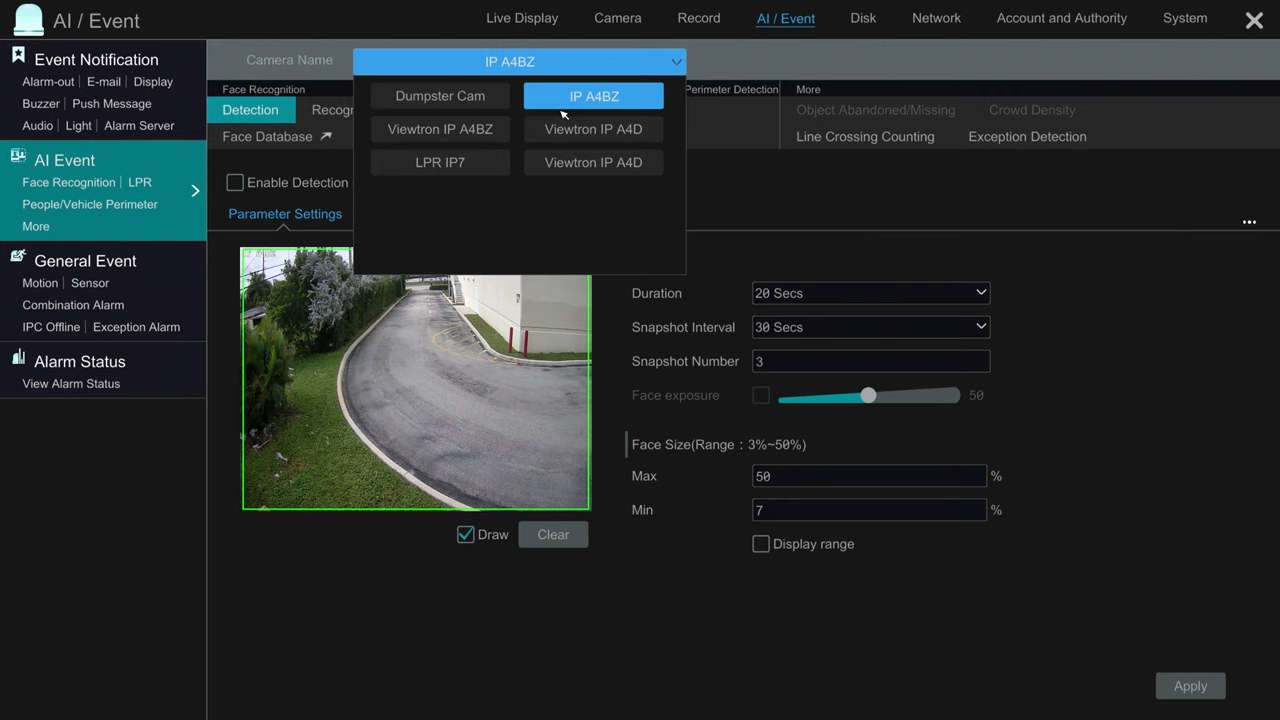 AI / Event
Live Display
Camera
Record
AI / Event
Disk
Network
Account and Authority
System
Event Notification
Alarm-out | E-mail | Display
Buzzer | Push Message
Audio | Light | Alarm Server
AI Event
Face Recognition | LPR
People/Vehicle Perimeter
More
General Event
Motion | Sensor
Combination Alarm
IPC Offline | Exception Alarm
Alarm Status
View Alarm Status
Camera Name
IP A4BZ
Dumpster Cam
IP A4BZ
Viewtron IP A4BZ
Viewtron IP A4D
LPR IP7
Viewtron IP A4D
Face Recognition
Perimeter Detection
More
Detection
Recog
Object Abandoned/Missing
Crowd Density
Face Database
Line Crossing Counting
Exception Detection
Enable Detection
Parameter Settings
...
Duration
20 Secs
Snapshot Interval
30 Secs
Snapshot Number
3
Face exposure
50
Face Size(Range : 3%~50%)
Max
50
%
Min
7
%
Display range
Draw
Clear
Apply